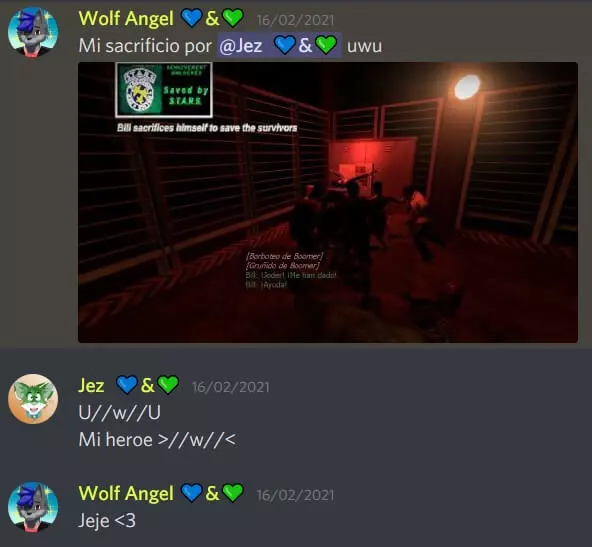 Wolf Angel 💙&💚 16/02/2021
Mi sacrificio por @Jez 💙&💚 uwu
ACHIEVEMENT
UNLOCKED
Saved by
S.T.A.R.S.
Bill sacrifices himself to save the survivors
[Borboteo de Boomer]
[Gruñido de Boomer]
Bill: ¡Joder! ¡Me han dado!
Bill: ¡Ayuda!
Jez 💙&💚 16/02/2021
U//w//U
Mi heroe >//w//<
Wolf Angel 💙&💚 16/02/2021
Jeje <3